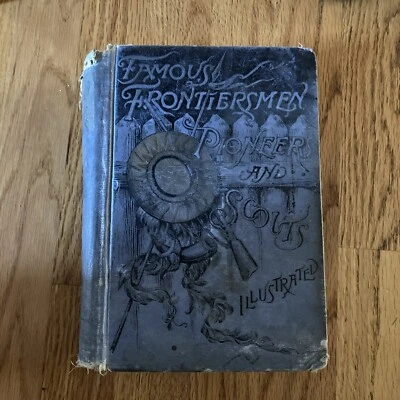 FAMOUS
FRONTIERSMEN
PIONEER
AND
SCOUTS
ILLUSTRATED